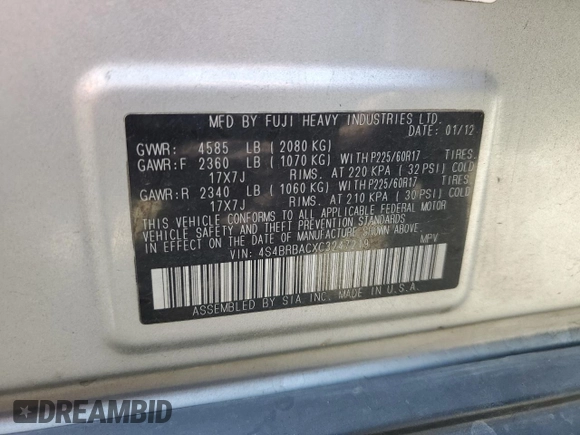 MFD BY FUJI HEAVY INDUSTRIES LTD.
DATE: 01/12
GVWR: 4585 LB (2080 KG)
GAWR:F 2360 LB (1070 KG) WITH P225/60R17 TIRES.
17X7J RIMS. AT 220 KPA (32 PSI) COLD
GAWR:R 2340 LB (1060 KG) WITH P225/60R17 TIRES.
17X7J RIMS. AT 210 KPA (30 PSI) COLD
THIS VEHICLE CONFORMS TO ALL APPLICABLE FEDERAL MOTOR
VEHICLE SAFETY AND THEFT PREVENTION STANDARDS
IN EFFECT ON THE DATE OF MANUFACTURE SHOWN ABOVE.
VIN: 4S4BRBACXC3247219 MPV
ASSEMBLED BY SIA INC. MADE IN U.S.A.
DREAMBID